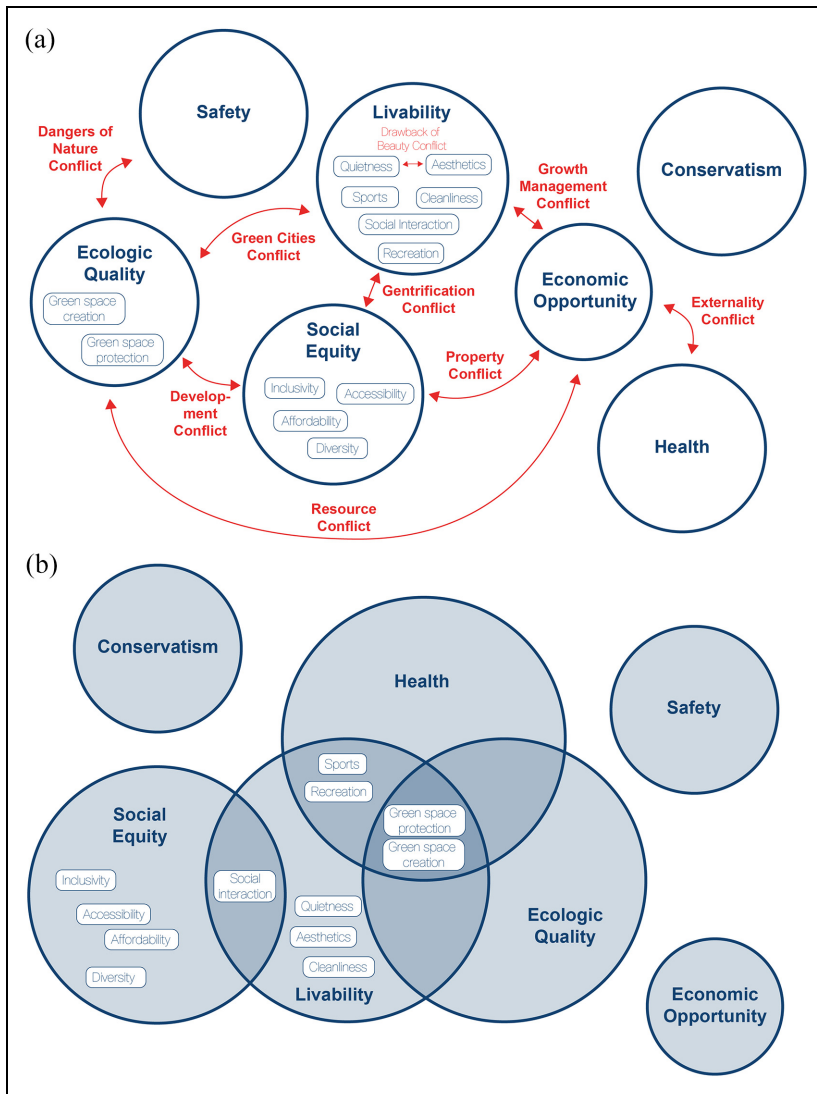 (a)
Safety
Livability
Drawback of
Beauty Conflict
Quietness
Aesthetics
Sports
Cleanliness
Social Interaction
Recreation
Dangers of
Nature
Conflict
Growth
Management
Conflict
Conservatism
Ecologic
Quality
Green space
creation
Green space
protection
Green Cities
Conflict
Gentrification
Conflict
Economic
Opportunity
Externality
Conflict
Social
Equity
Inclusivity
Accessibility
Affordability
Diversity
Property
Conflict
Develop-
ment
Conflict
Health
Resource
Conflict
(b)
Conservatism
Health
Safety
Sports
Recreation
Green space
protection
Green space
creation
Social
Equity
Inclusivity
Accessibility
Affordability
Diversity
Social
interaction
Quietness
Aesthetics
Cleanliness
Livability
Ecologic
Quality
Economic
Opportunity